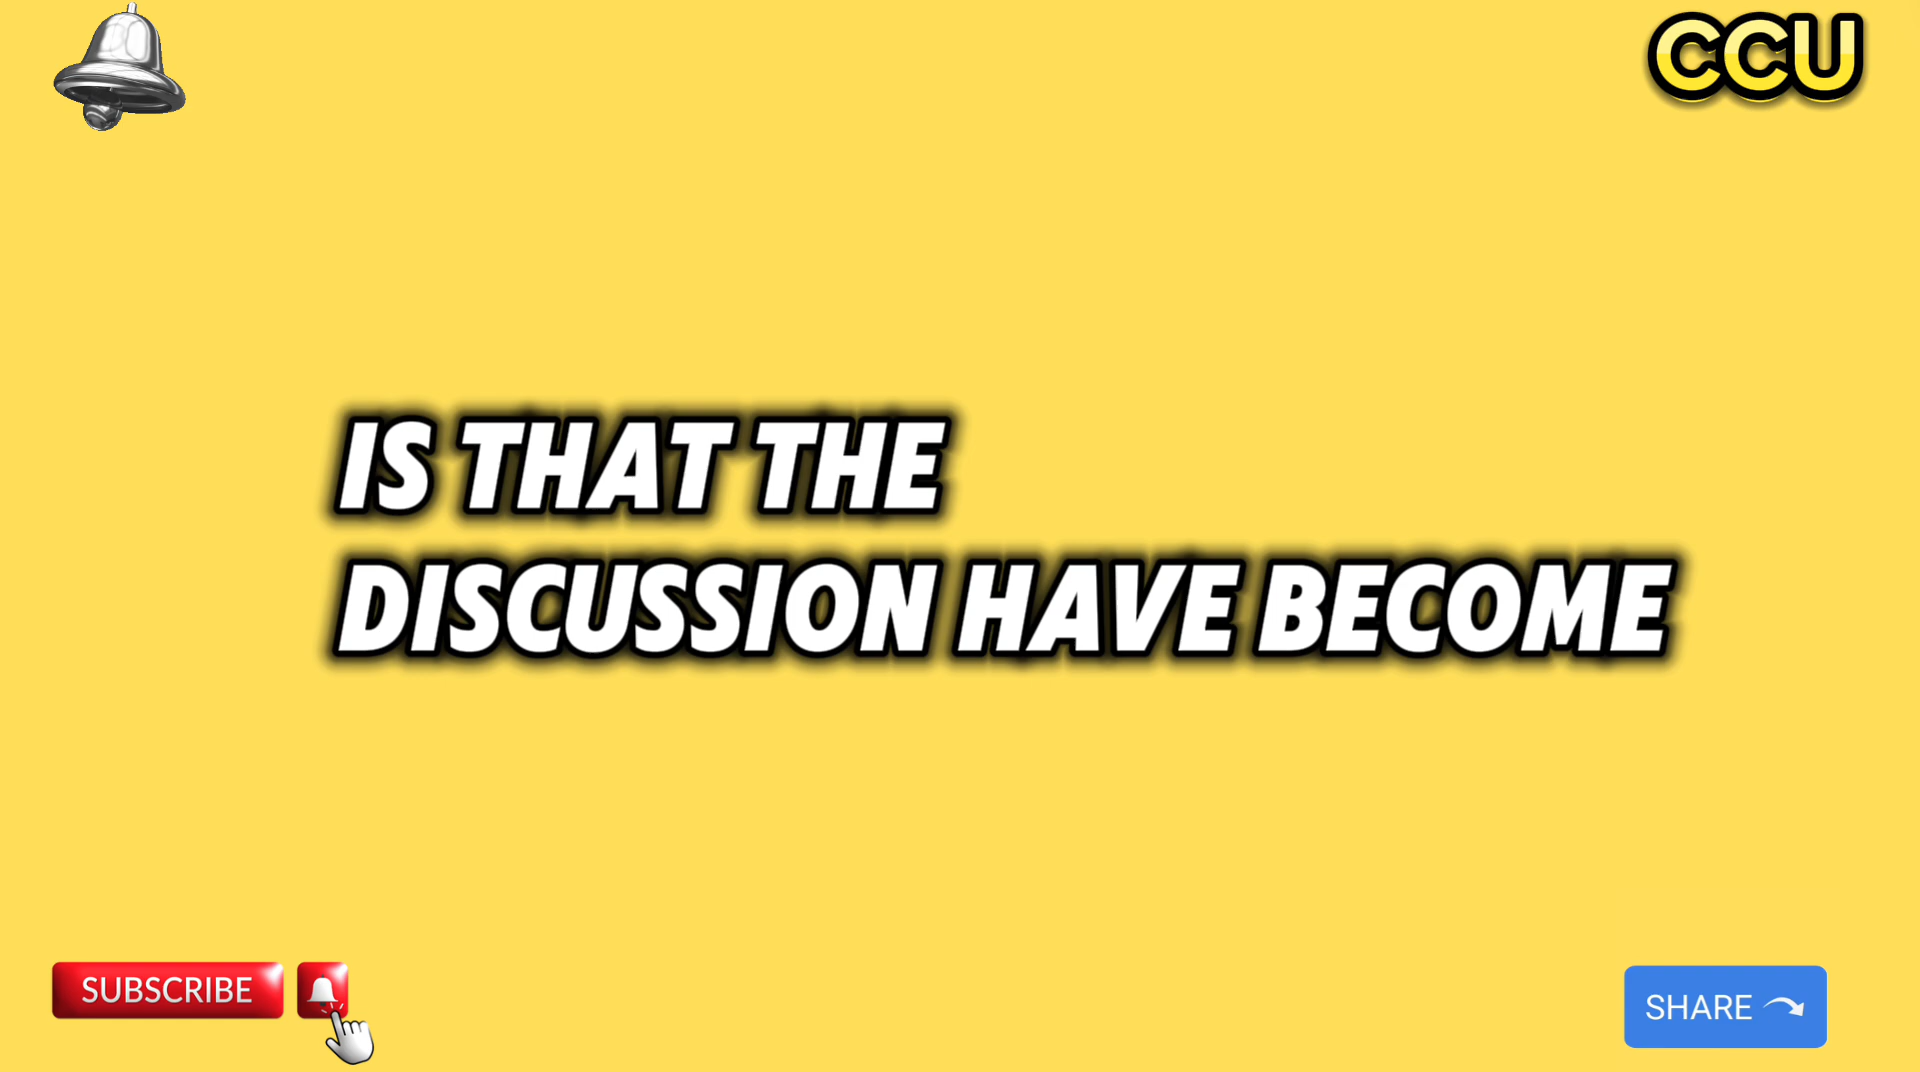 CCU
IS THAT THE
DISCUSSION HAVE BECOME
SUBSCRIBE
SHARE